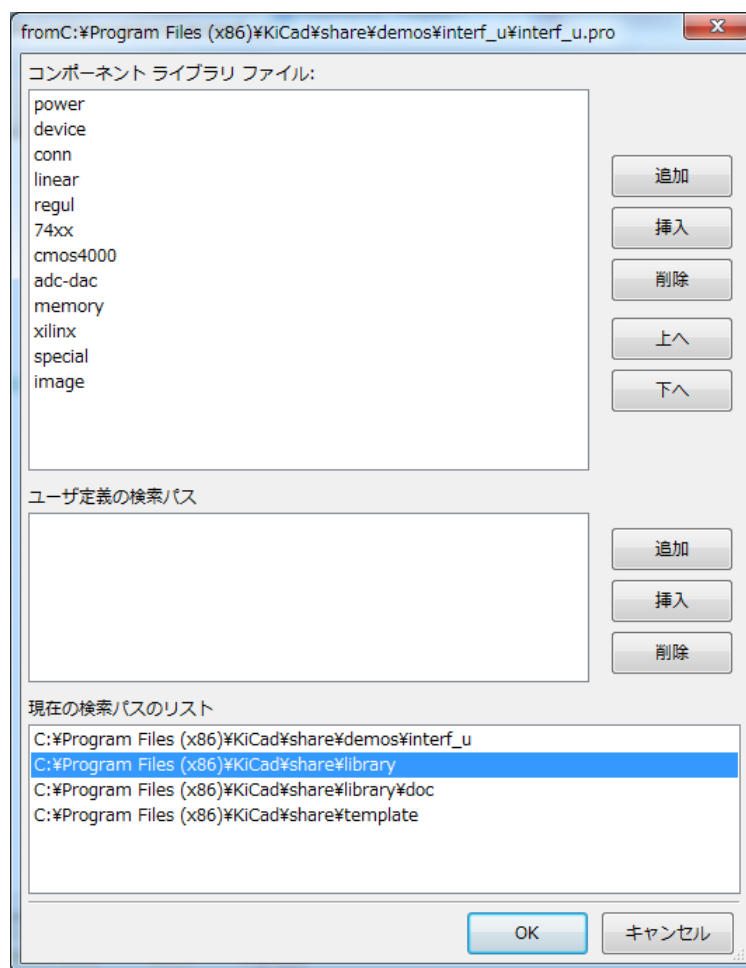 fromC:¥Program Files (x86)¥KiCad¥share¥demos¥interf_u¥interf_u.pro
コンポーネント ライブラリ ファイル:
power
device
conn
linear
regul
74xx
cmos4000
adc-dac
memory
xilinx
special
image
追加
挿入
削除
上へ
下へ
ユーザ定義の検索パス
追加
挿入
削除
現在の検索パスのリスト
C:¥Program Files (x86)¥KiCad¥share¥demos¥interf_u
C:¥Program Files (x86)¥KiCad¥share¥library
C:¥Program Files (x86)¥KiCad¥share¥library¥doc
C:¥Program Files (x86)¥KiCad¥share¥template
OK
キャンセル